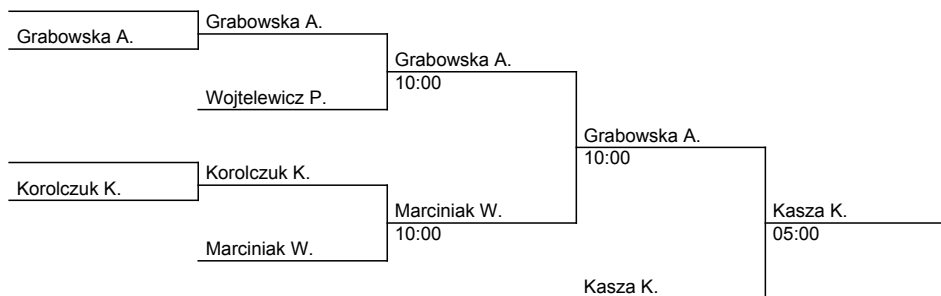 Grabowska A.
Grabowska A.
Grabowska A.
10:00
Wojtelewicz P.
Grabowska A.
10:00
Korolczuk K.
Korolczuk K.
Marciniak W.
10:00
Kasza K.
05:00
Marciniak W.
Kasza K.